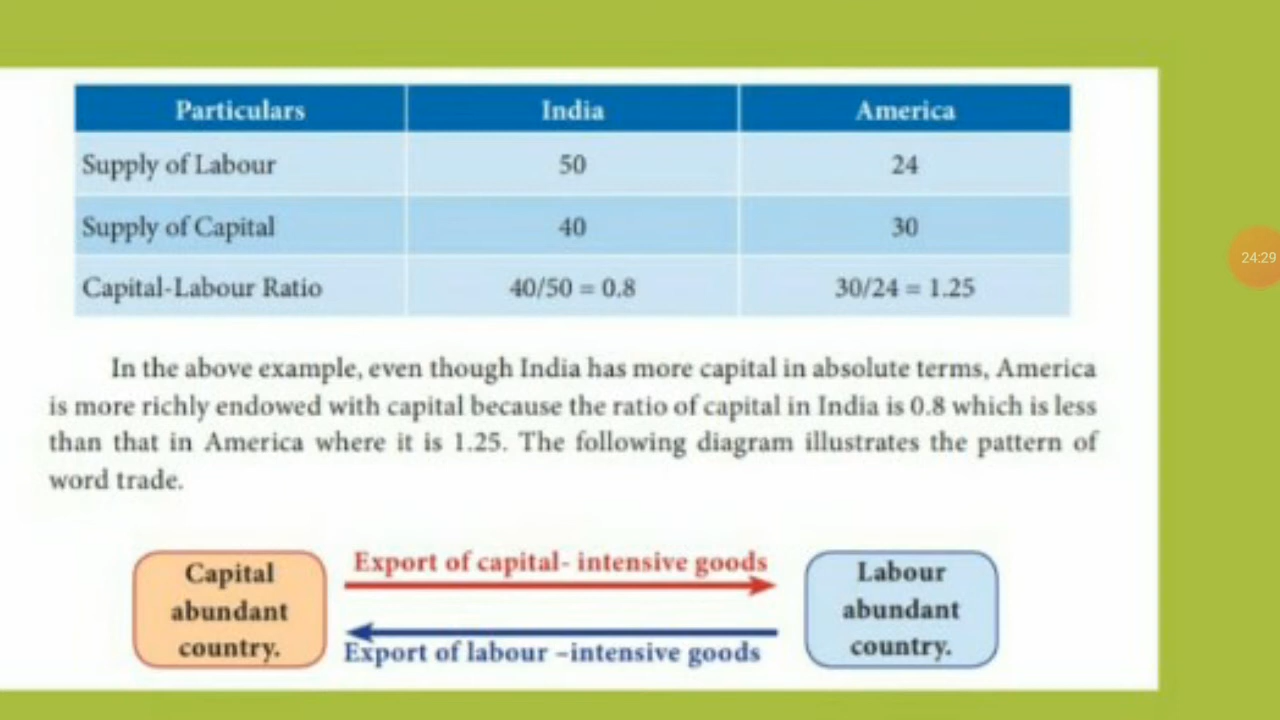 Particulars India America
Supply of Labour 50 24
Supply of Capital 40 30
Capital-Labour Ratio 40/50 = 0.8 30/24 = 1.25
In the above example, even though India has more capital in absolute terms, America
is more richly endowed with capital because the ratio of capital in India is 0.8 which is less
than that in America where it is 1.25. The following diagram illustrates the pattern of
word trade.
Capital
abundant
country.
Export of capital- intensive goods
Export of labour –intensive goods
Labour
abundant
country.
24:29